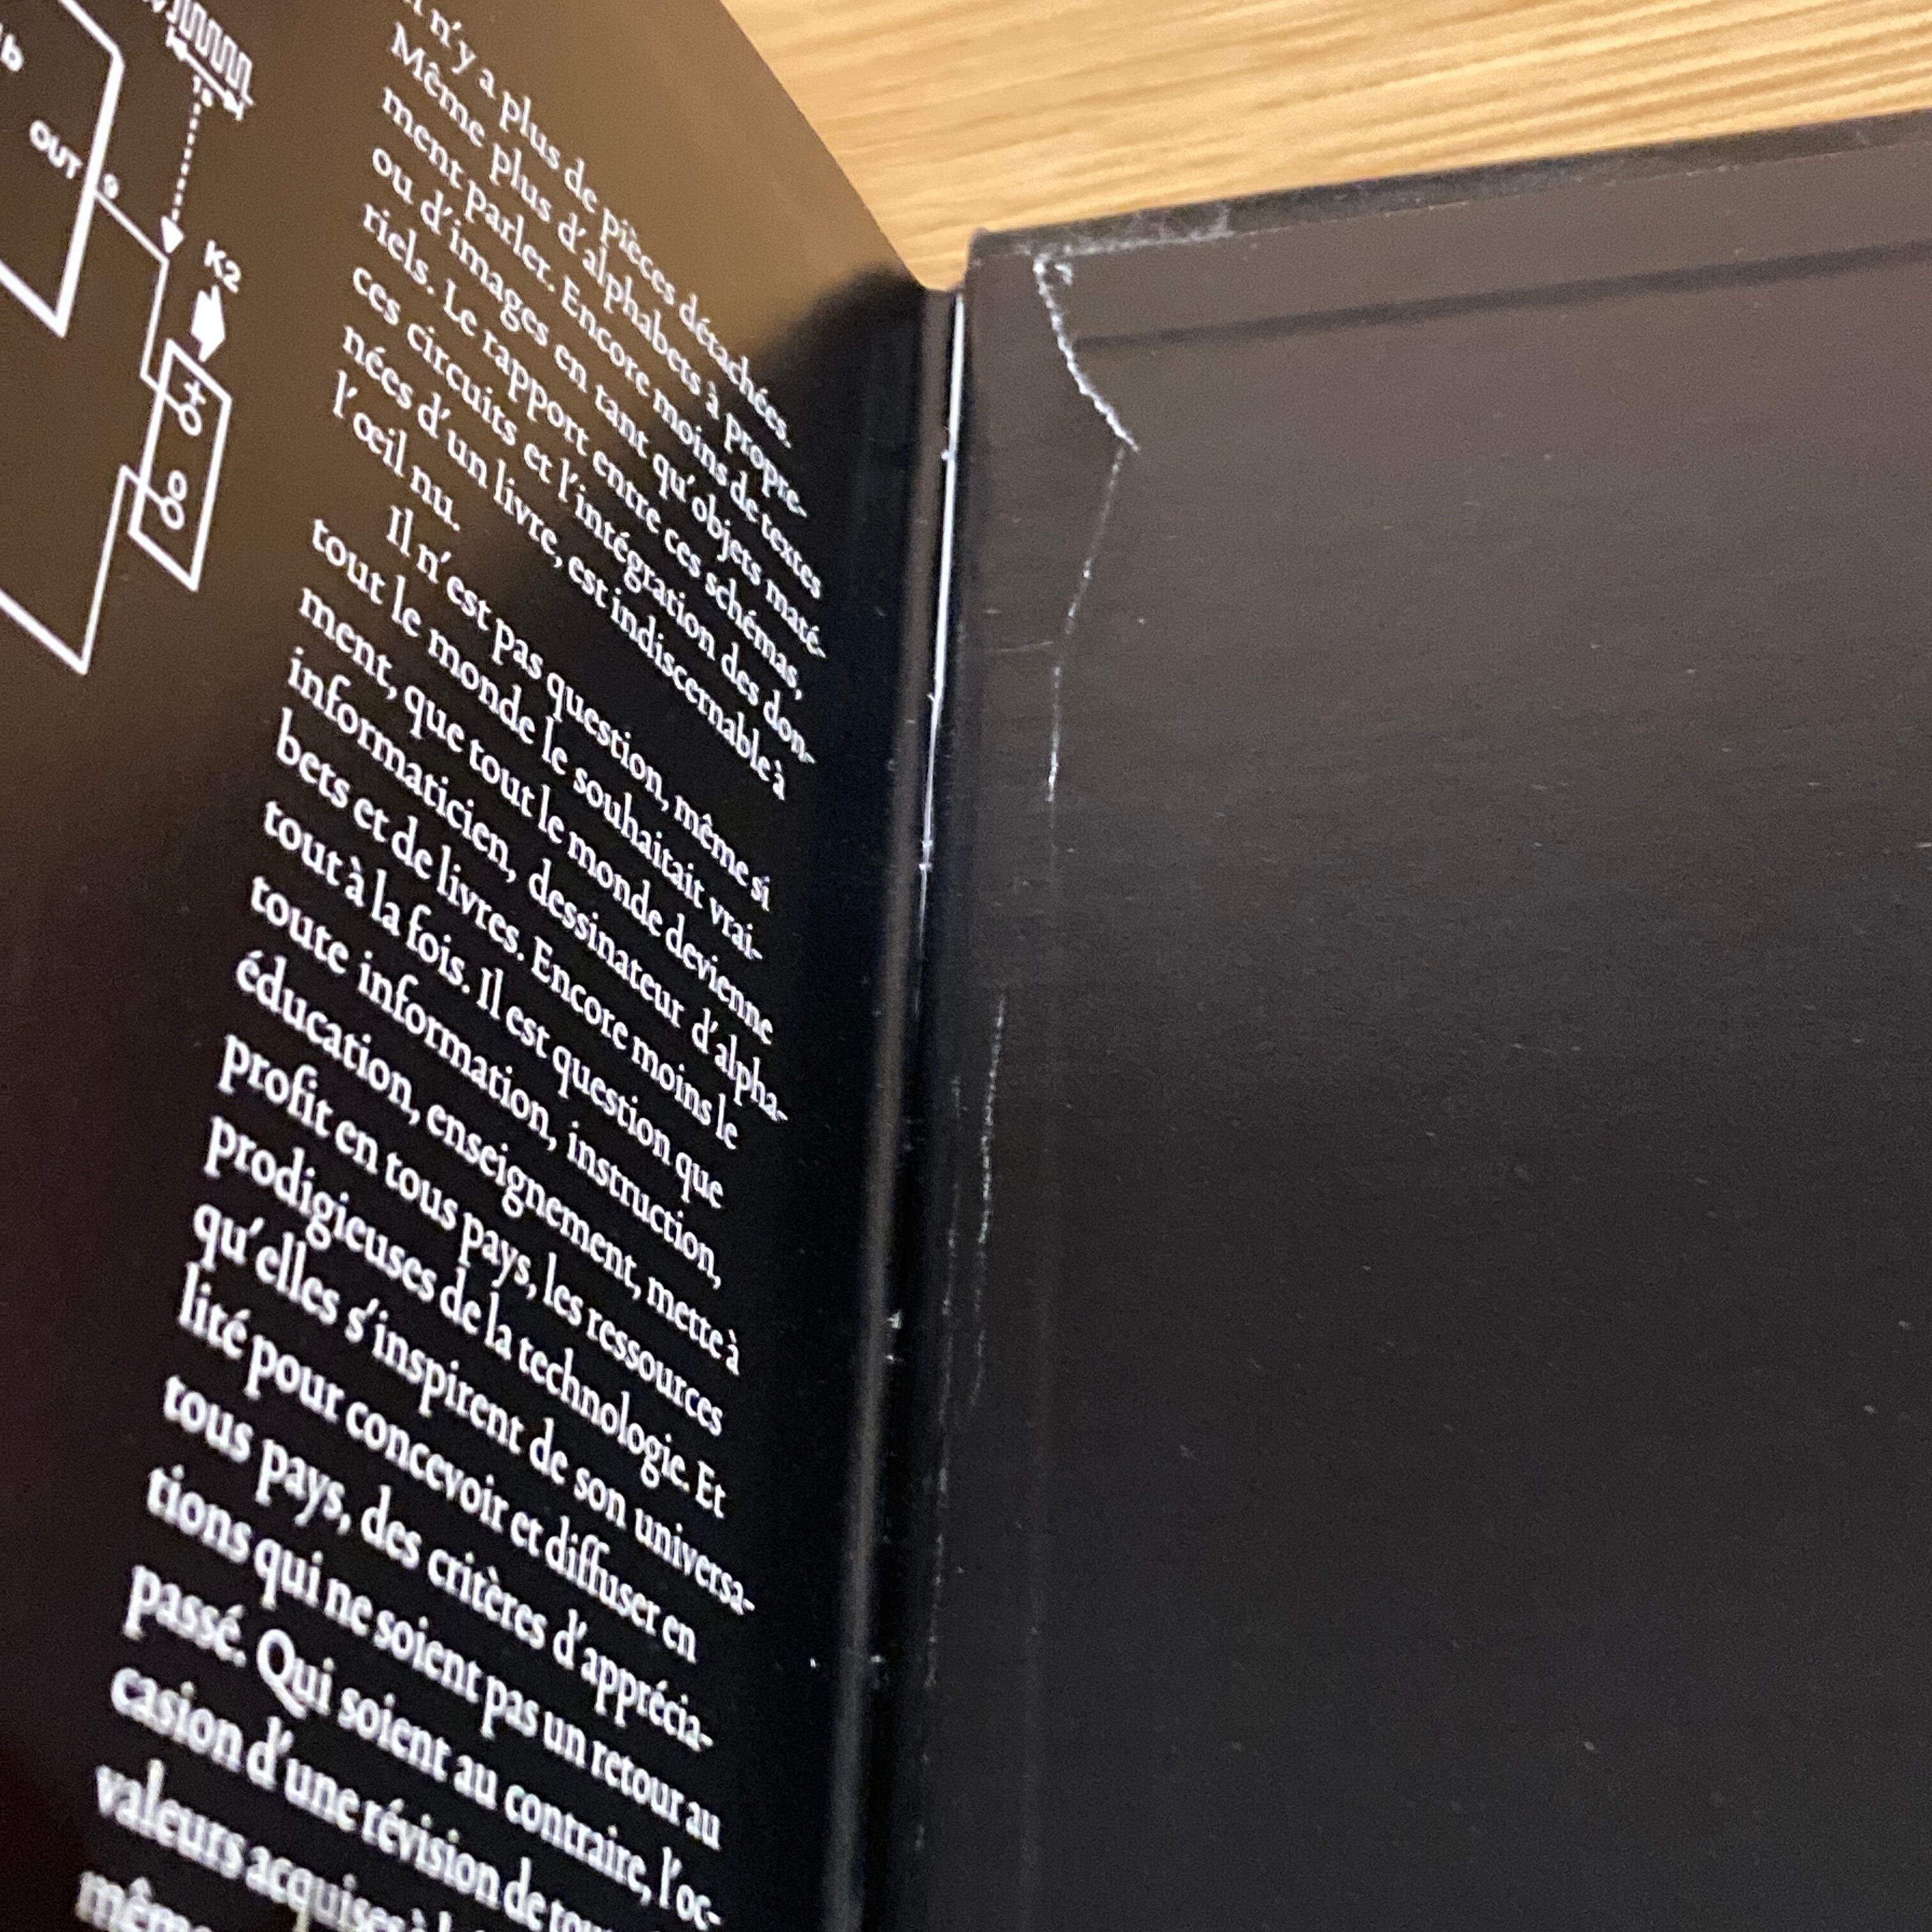 OUT
9
K2
n'y a plus de pièces détachées.
Même plus d'alphabets à propre-
ment parler. Encore moins de textes
ou d'images en tant qu'objets maté-
riels. Le rapport entre ces schémas,
ces circuits et l'intégration des don-
nées d'un livre, est indiscernable à
l'œil nu.
Il n'est pas question, même si
tout le monde le souhaitait vrai-
ment, que tout le monde devienne
informaticien, dessinateur d'alpha-
bets et de livres. Encore moins le
tout à la fois. Il est question que
toute information, instruction,
éducation, enseignement, mette à
profit en tous pays, les ressources
prodigieuses de la technologie. Et
qu'elles s'inspirent de son universa-
lité pour concevoir et diffuser en
tous pays, des critères d'apprécia-
tions qui ne soient pas un retour au
passé. Qui soient au contraire, l'oc-
casion d'une révision de
valeurs acquises à